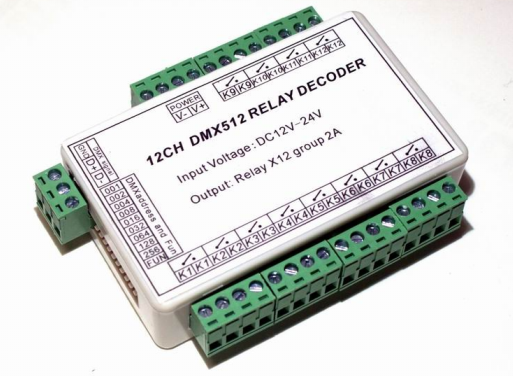 K9 K9 K10 K10 K11 K11 K12 K12
POWER
V- V+
12CH DMX512 RELAY DECODER
Input Voltage: DC12V-24V
Output: Relay X12 group 2A
GND D+ D-
DMXaddress and FUN
001
002
004
008
016
032
064
128
256
FUN
K1 K1 K2 K2 K3 K3 K4 K4 K5 K5 K6 K6 K7 K7 K8 K8